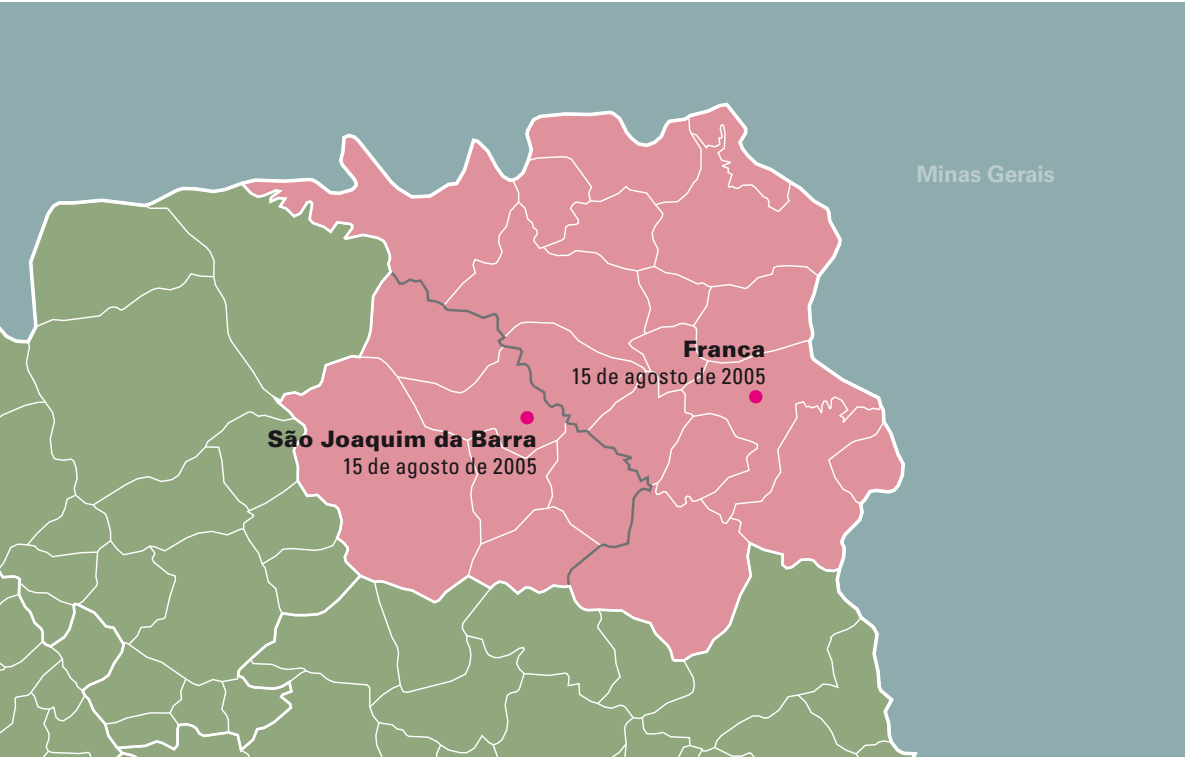 Minas Gerais
Franca
15 de agosto de 2005
São Joaquim da Barra
15 de agosto de 2005